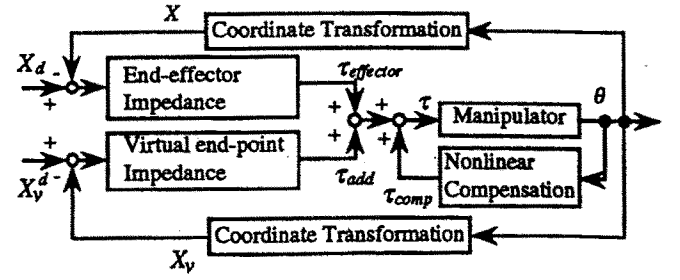 X
Coordinate Transformation
X_d
-
+
End-effector
Impedance
τ_effector
+
+
+
+
τ
Manipulator
θ
Virtual end-point
Impedance
τ_add
Nonlinear
Compensation
τ_comp
+
X_v^d
-
Coordinate Transformation
X_v